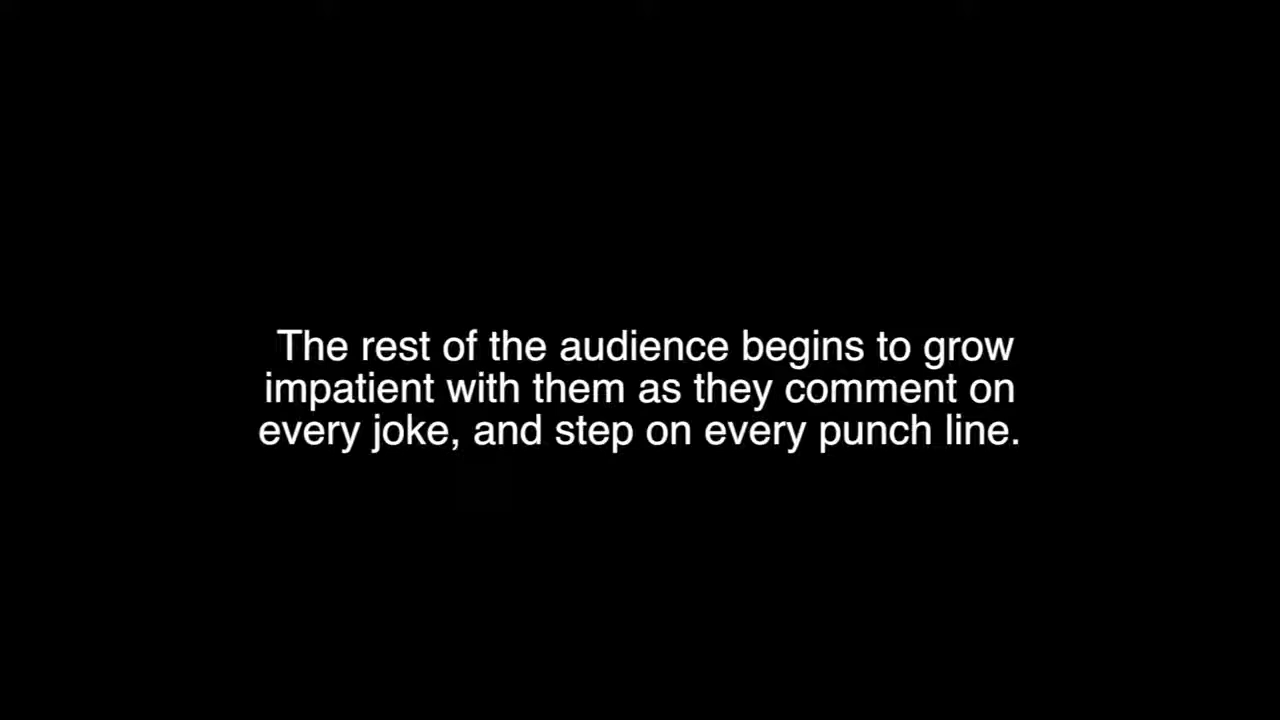 The rest of the audience begins to grow
impatient with them as they comment on
every joke, and step on every punch line.